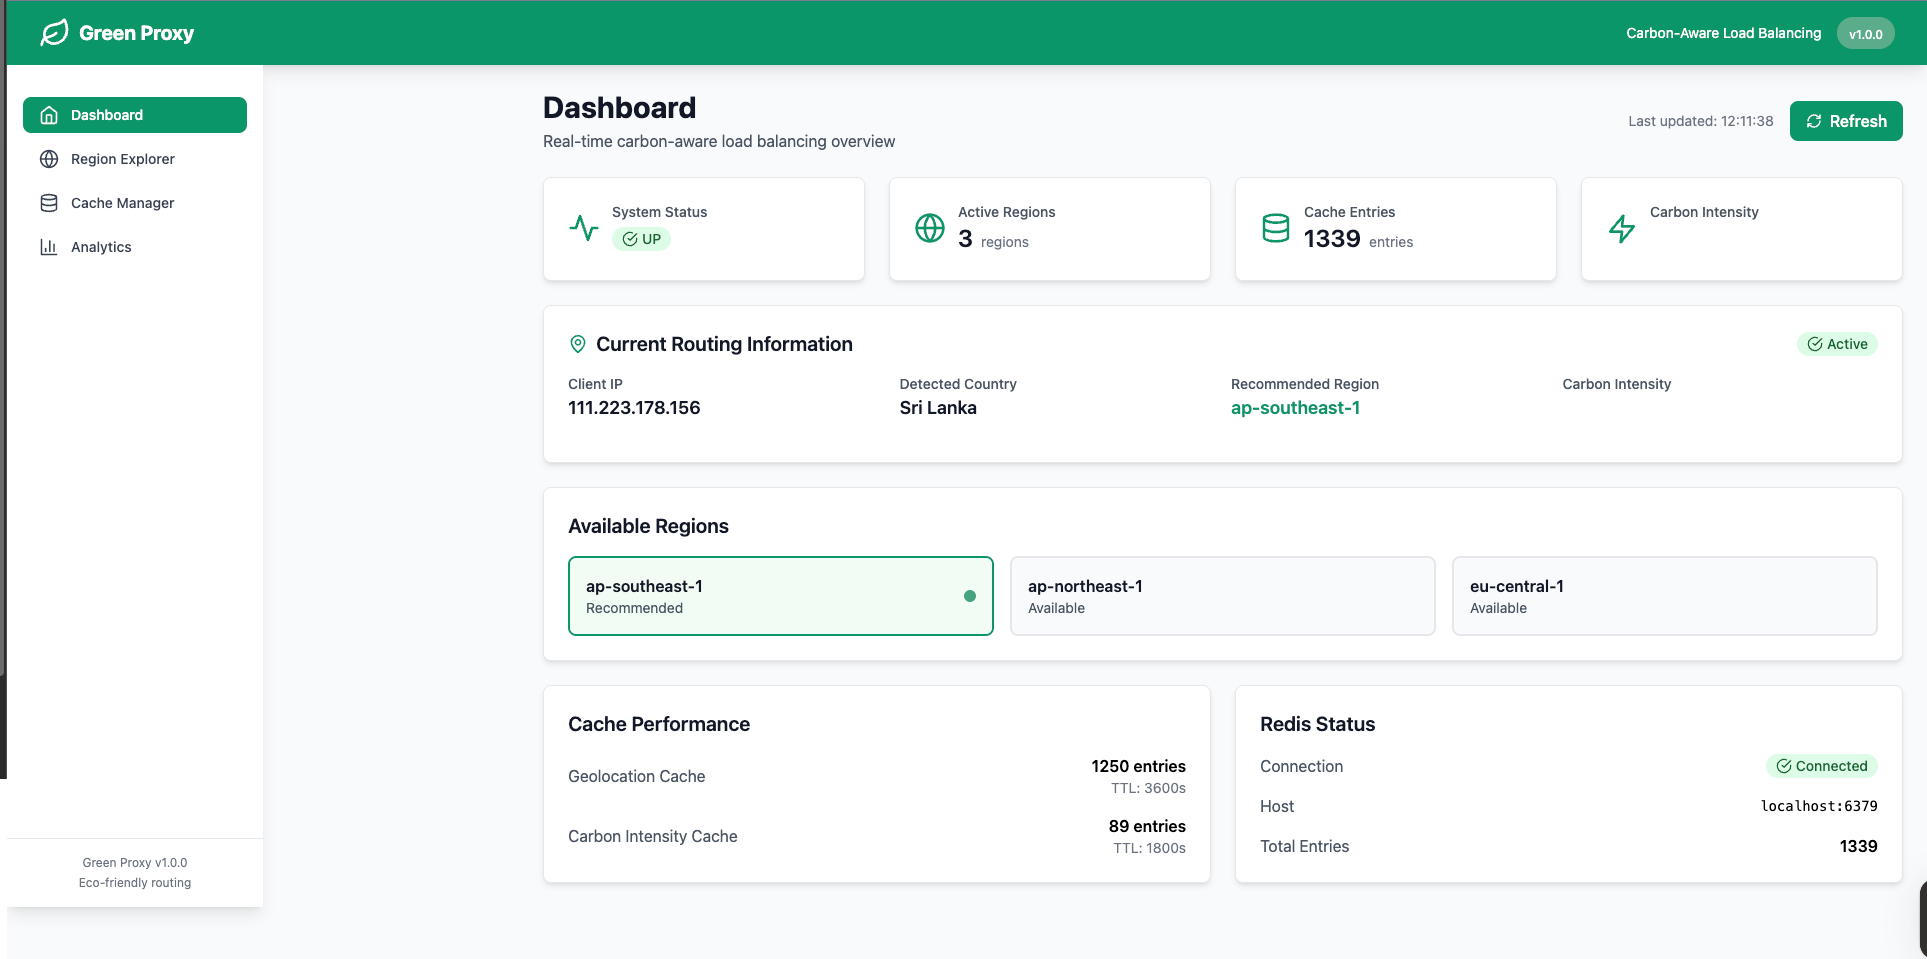 Green Proxy
Carbon-Aware Load Balancing
v1.0.0
Dashboard
Region Explorer
Cache Manager
Analytics
Green Proxy v1.0.0
Eco-friendly routing
Dashboard
Real-time carbon-aware load balancing overview
Last updated: 12:11:38
Refresh
System Status
UP
Active Regions
3 regions
Cache Entries
1339 entries
Carbon Intensity
Current Routing Information
Active
Client IP
111.223.178.156
Detected Country
Sri Lanka
Recommended Region
ap-southeast-1
Carbon Intensity
Available Regions
ap-southeast-1
Recommended
ap-northeast-1
Available
eu-central-1
Available
Cache Performance
Geolocation Cache
1250 entries
TTL: 3600s
Carbon Intensity Cache
89 entries
TTL: 1800s
Redis Status
Connection
Connected
Host
localhost:6379
Total Entries
1339